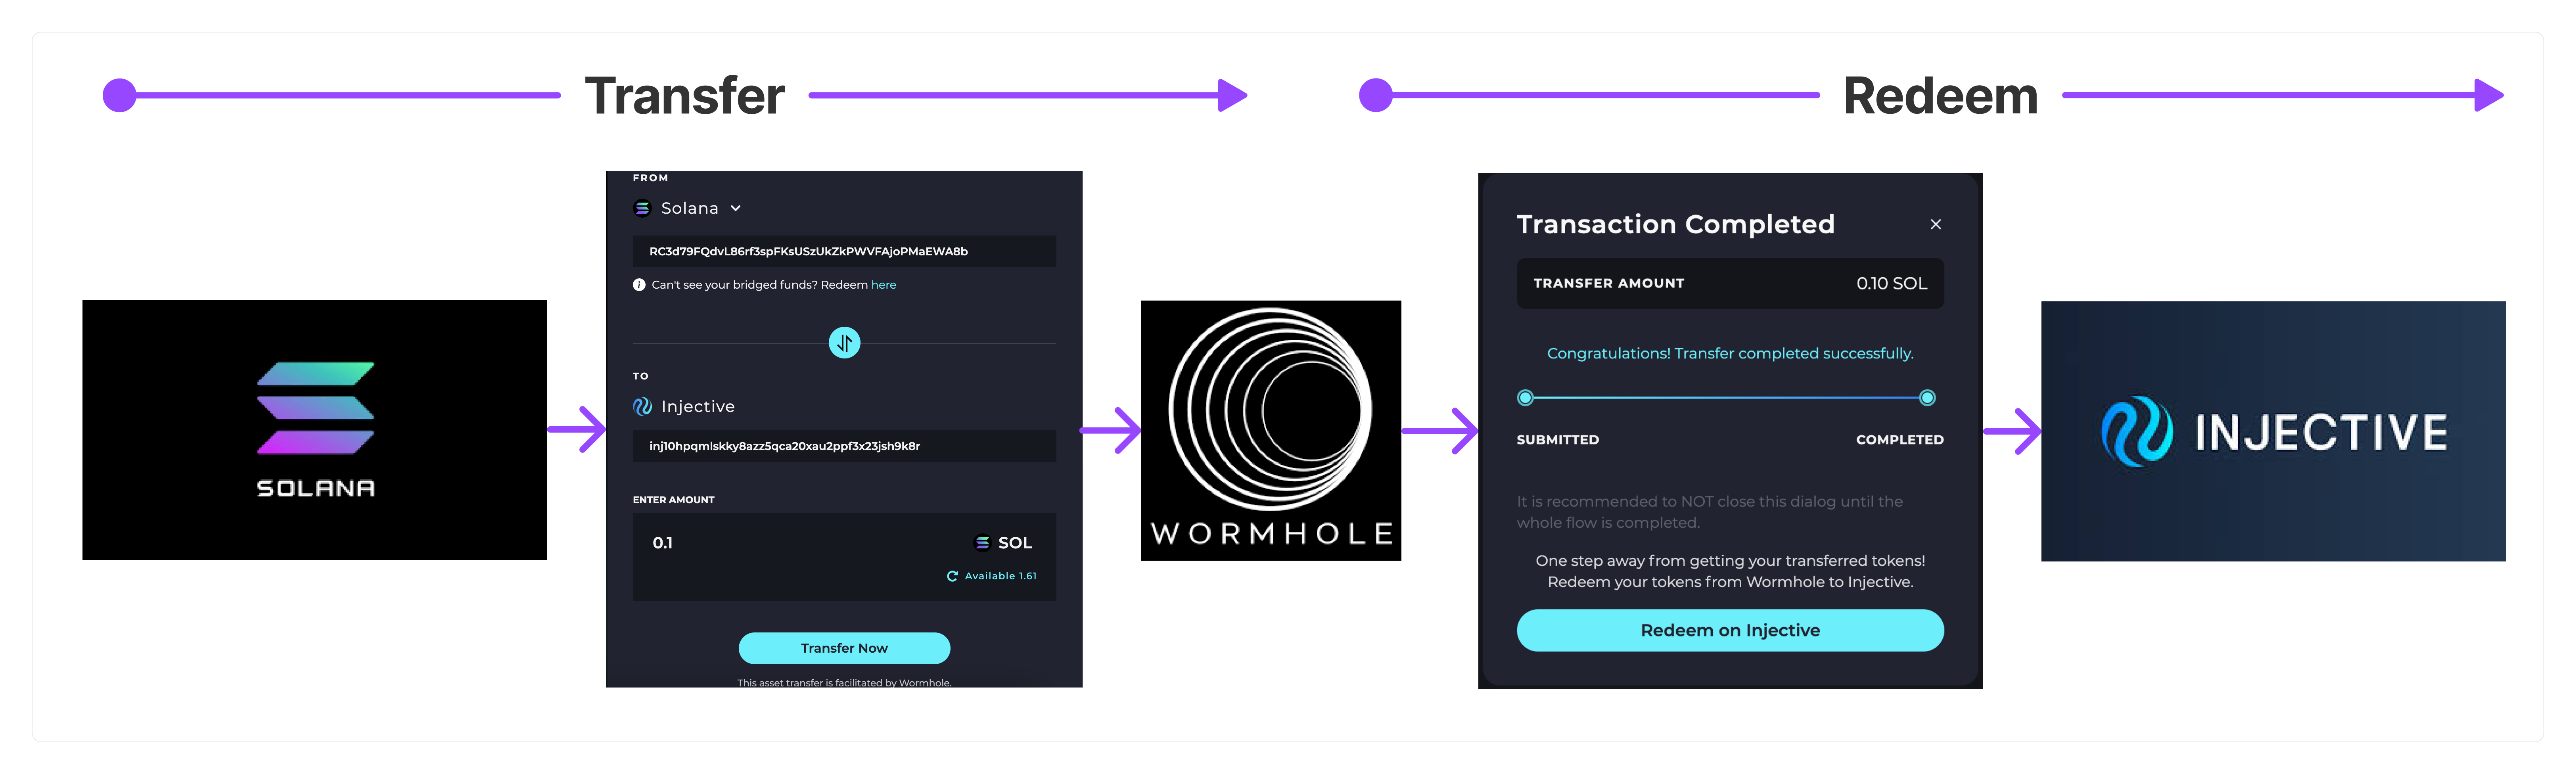 Transfer
Redeem
SOLANA
FROM
Solana
RC3d79FQdvL86rf3spFKsUSzUkZkPWVFAjoPMaEWA8b
Can't see your bridged funds? Redeem here
TO
Injective
inj10hpqmlskky8azz5qca20xau2ppf3x23jsh9k8r
ENTER AMOUNT
0.1 SOL
Available 1.61
Transfer Now
This asset transfer is facilitated by Wormhole.
WORMHOLE
Transaction Completed
TRANSFER AMOUNT 0.10 SOL
Congratulations! Transfer completed successfully.
SUBMITTED COMPLETED
It is recommended to NOT close this dialog until the
whole flow is completed.
One step away from getting your transferred tokens!
Redeem your tokens from Wormhole to Injective.
Redeem on Injective
INJECTIVE